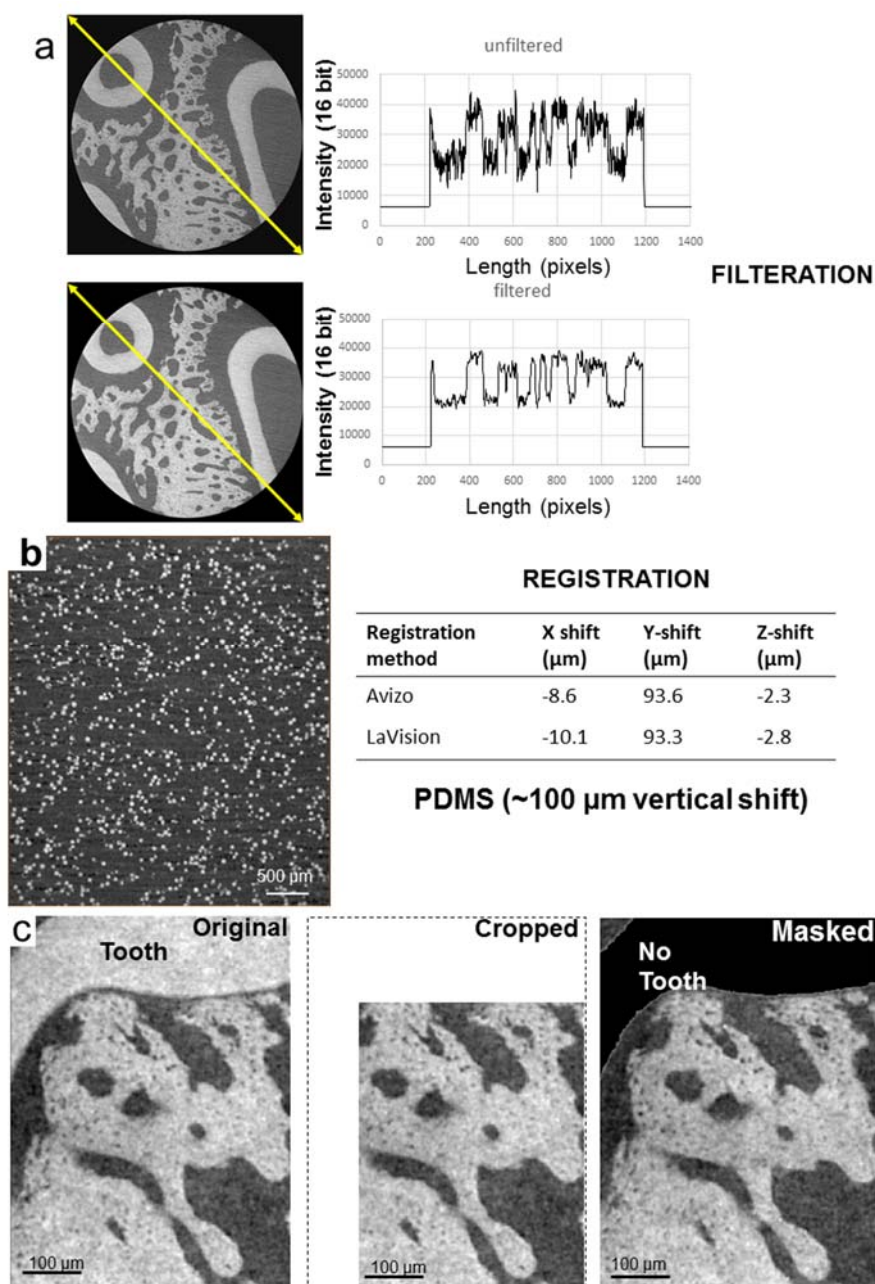 a
unfiltered
Intensity (16 bit)
50000
40000
30000
20000
10000
0
0 200 400 600 800 1000 1200 1400
Length (pixels)
FILTERATION
filtered
Intensity (16 bit)
50000
40000
30000
20000
10000
0
0 200 400 600 800 1000 1200 1400
Length (pixels)
b
500 µm
REGISTRATION
Registration method X shift (µm) Y-shift (µm) Z-shift (µm)
Avizo -8.6 93.6 -2.3
LaVision -10.1 93.3 -2.8
PDMS (~100 µm vertical shift)
c
Original
Tooth
100 µm
Cropped
100 µm
Masked
No
Tooth
100 µm